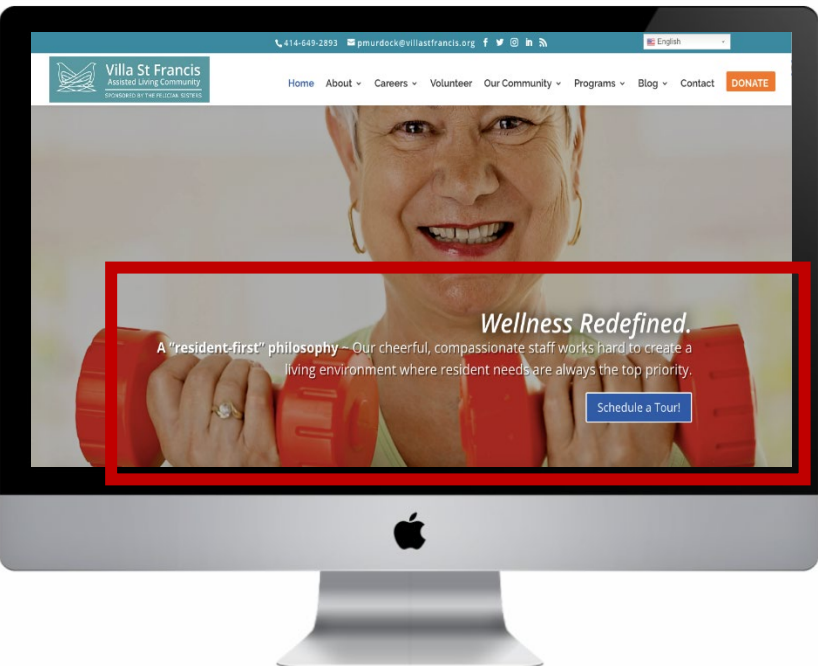 414-649-2893 pmurdock@villastfrancis.org English
Villa St Francis
Assisted Living Community
SPONSORED BY THE FELICIAN SISTERS
Home About Careers Volunteer Our Community Programs Blog Contact DONATE
Wellness Redefined.
A "resident-first" philosophy – Our cheerful, compassionate staff works hard to create a
living environment where resident needs are always the top priority.
Schedule a Tour!